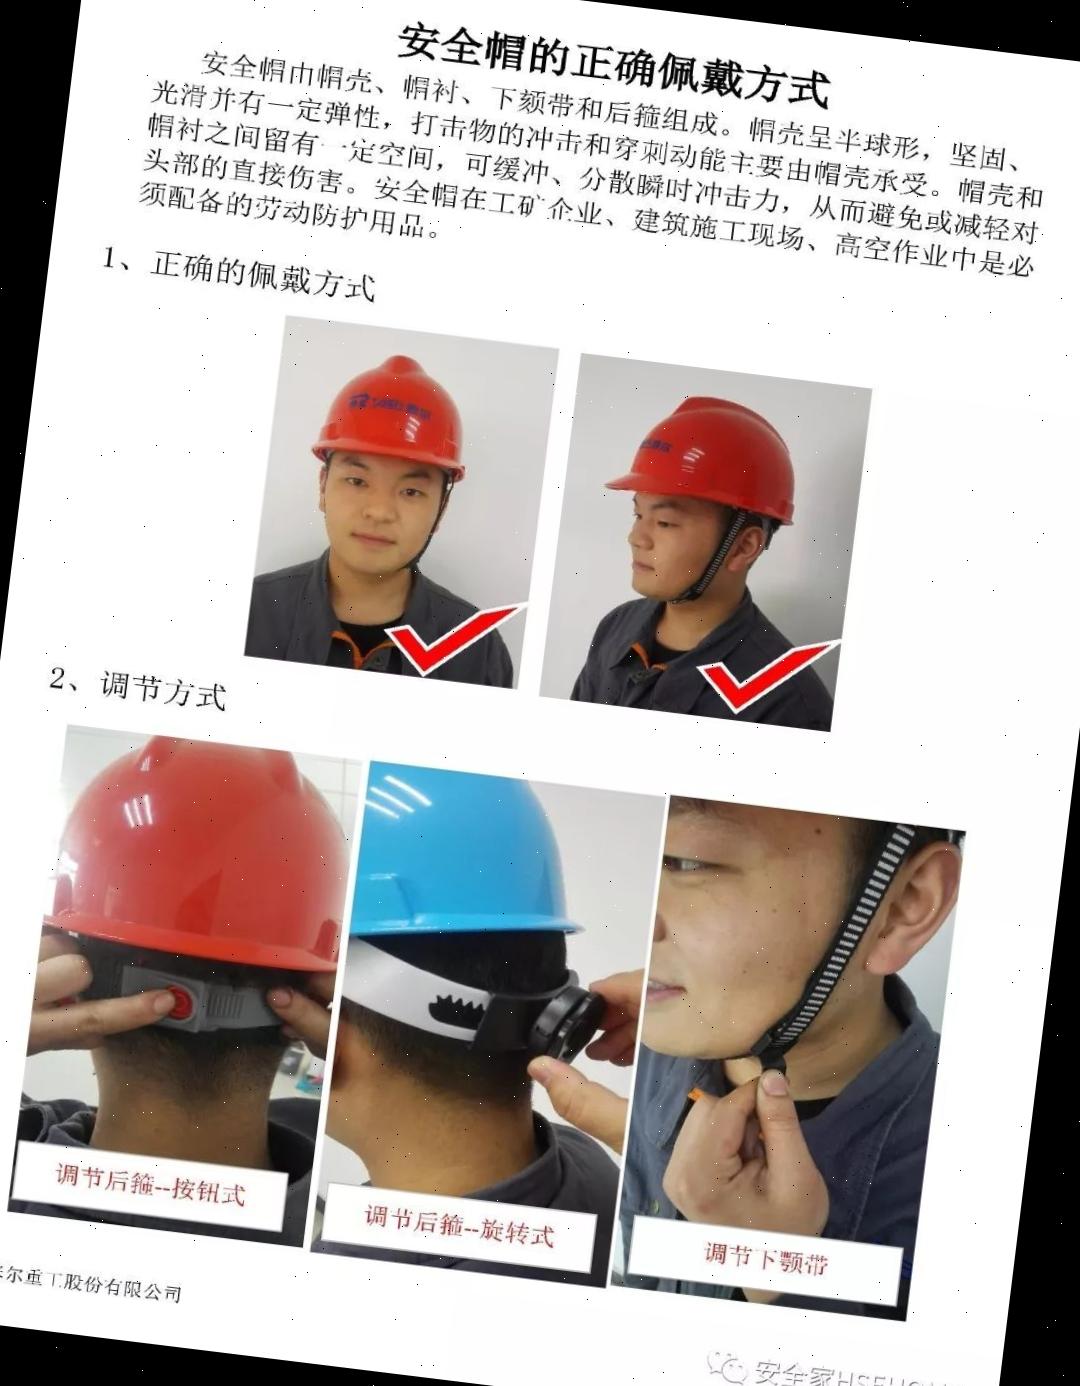 安全帽的正确佩戴方式
安全帽由帽壳、帽衬、下颏带和后箍组成。帽壳呈半球形，坚固、
光滑并有一定弹性，打击物的冲击和穿刺动能主要由帽壳承受。帽壳和
帽衬之间留有一定空间，可缓冲、分散瞬时冲击力，从而避免或减轻对
头部的直接伤害。安全帽在工矿企业、建筑施工现场、高空作业中是必
须配备的劳动防护用品。
1、正确的佩戴方式
2、调节方式
调节后箍--按钮式
调节后箍--旋转式
调节下颚带
尔重工股份有限公司
安全家